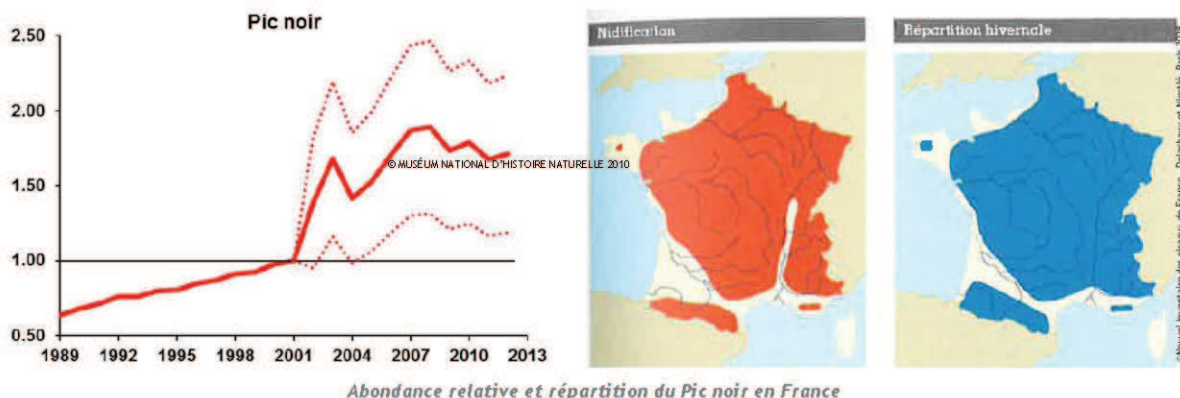 Pic noir
2.50
2.00
1.50
1.00
0.50
1989 1992 1995 1998 2001 2004 2007 2010 2013
© MUSÉUM NATIONAL D'HISTOIRE NATURELLE 2010
Nidification
Répartition hivernale
Abondance relative et répartition du Pic noir en France